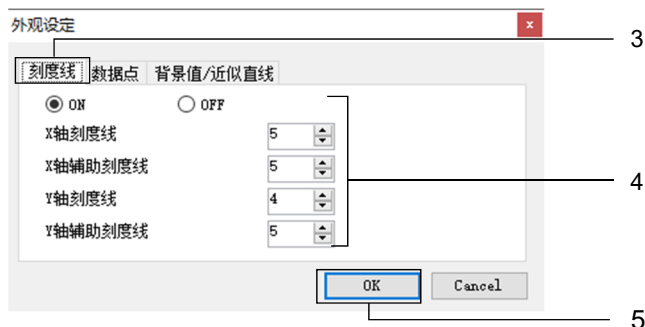 外观设定
x
3
刻度线 数据点 背景值/近似直线
ON OFF
X轴刻度线 5
X轴辅助刻度线 5
4
Y轴刻度线 4
Y轴辅助刻度线 5
OK Cancel
5